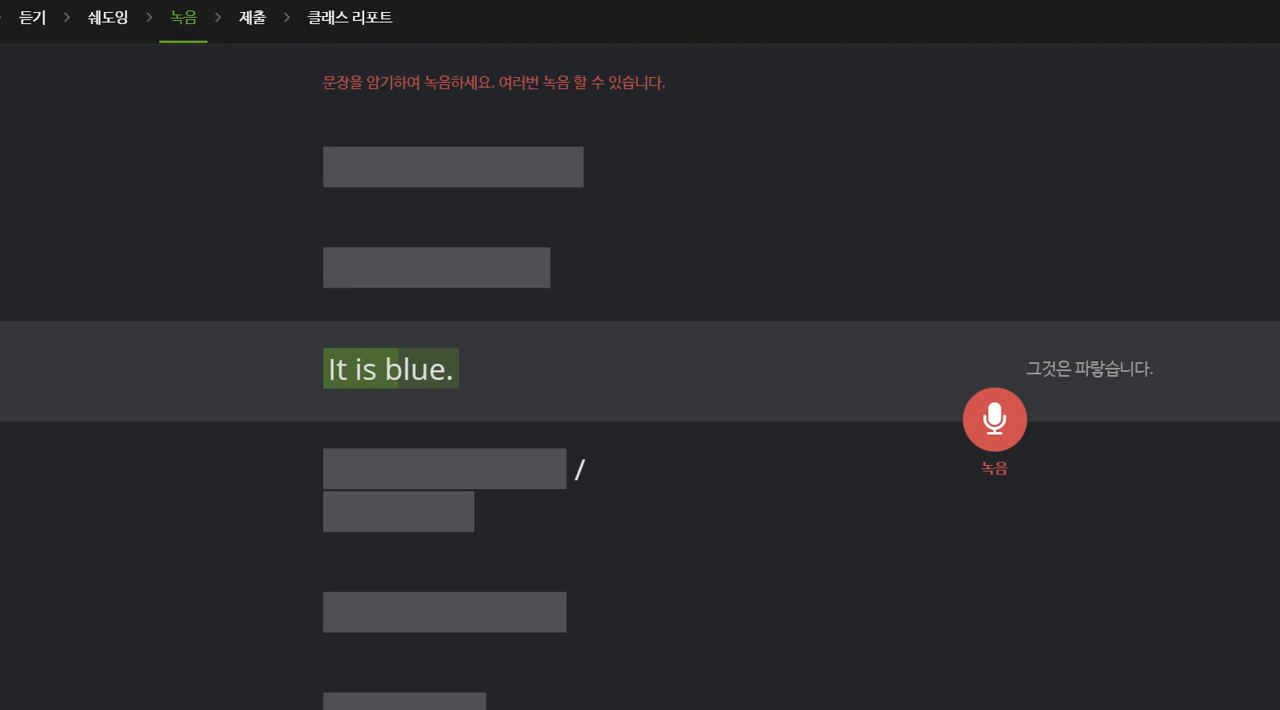 듣기 > 쉐도잉 > 녹음 > 제출 > 클래스 리포트
문장을 암기하여 녹음하세요. 여러번 녹음 할 수 있습니다.
It is blue.
그것은 파랗습니다.
녹음
/